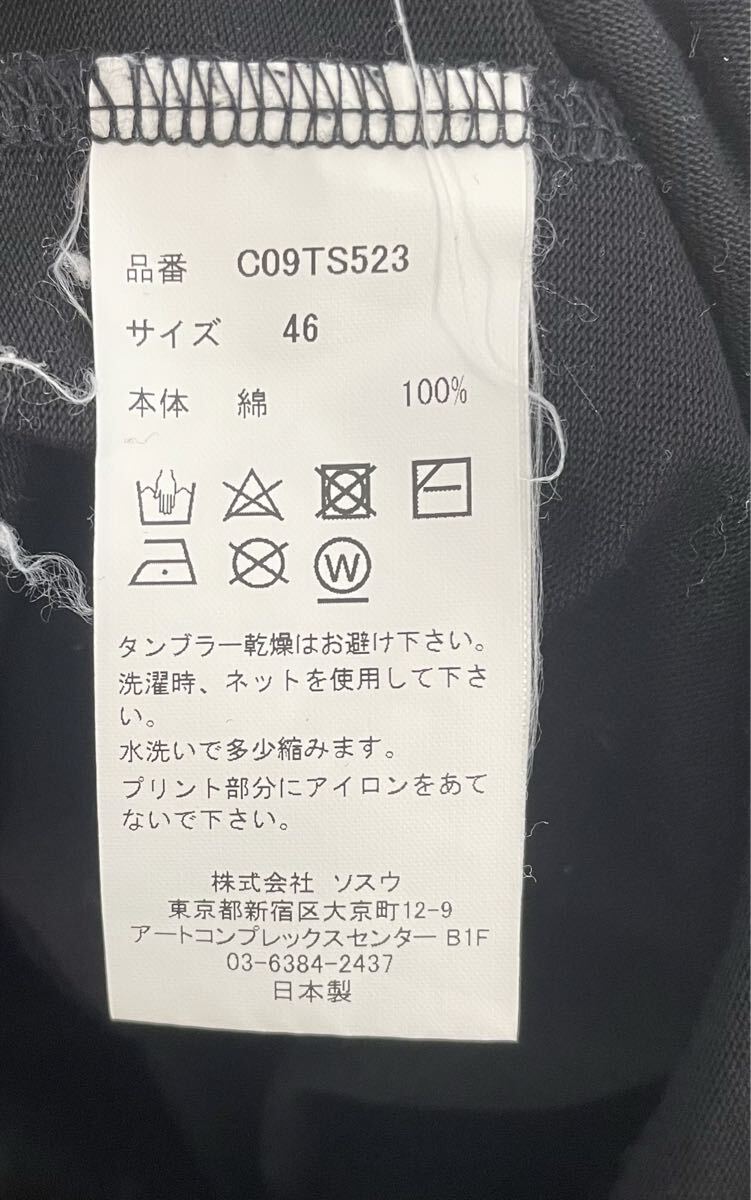 品番 C09TS523
サイズ 46
本体 綿 100%
W
タンブラー乾燥はお避け下さい。
洗濯時、ネットを使用して下さ
い。
水洗いで多少縮みます。
プリント部分にアイロンをあて
ないで下さい。
株式会社 ソスウ
東京都新宿区大京町12-9
アートコンプレックスセンター B1F
03-6384-2437
日本製